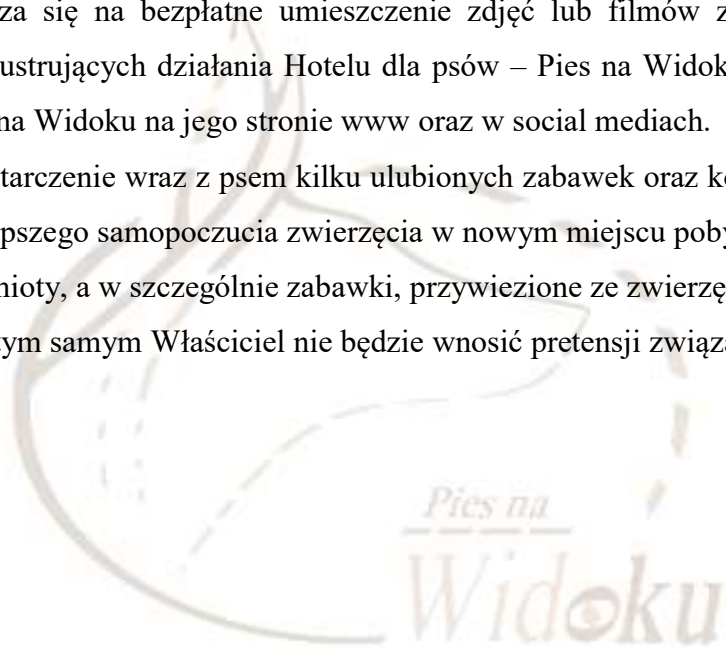 za się na bezpłatne umieszczenie zdjęć lub filmów z
ustrujących działania Hotelu dla psów – Pies na Widok
na Widoku na jego stronie www oraz w social mediach.
tarczenie wraz z psem kilku ulubionych zabawek oraz ko
pszego samopoczucia zwierzęcia w nowym miejscu poby
nioty, a w szczególnie zabawki, przywiezione ze zwierzę
ym samym Właściciel nie będzie wnosić pretensji związa
Pies na
Widoku